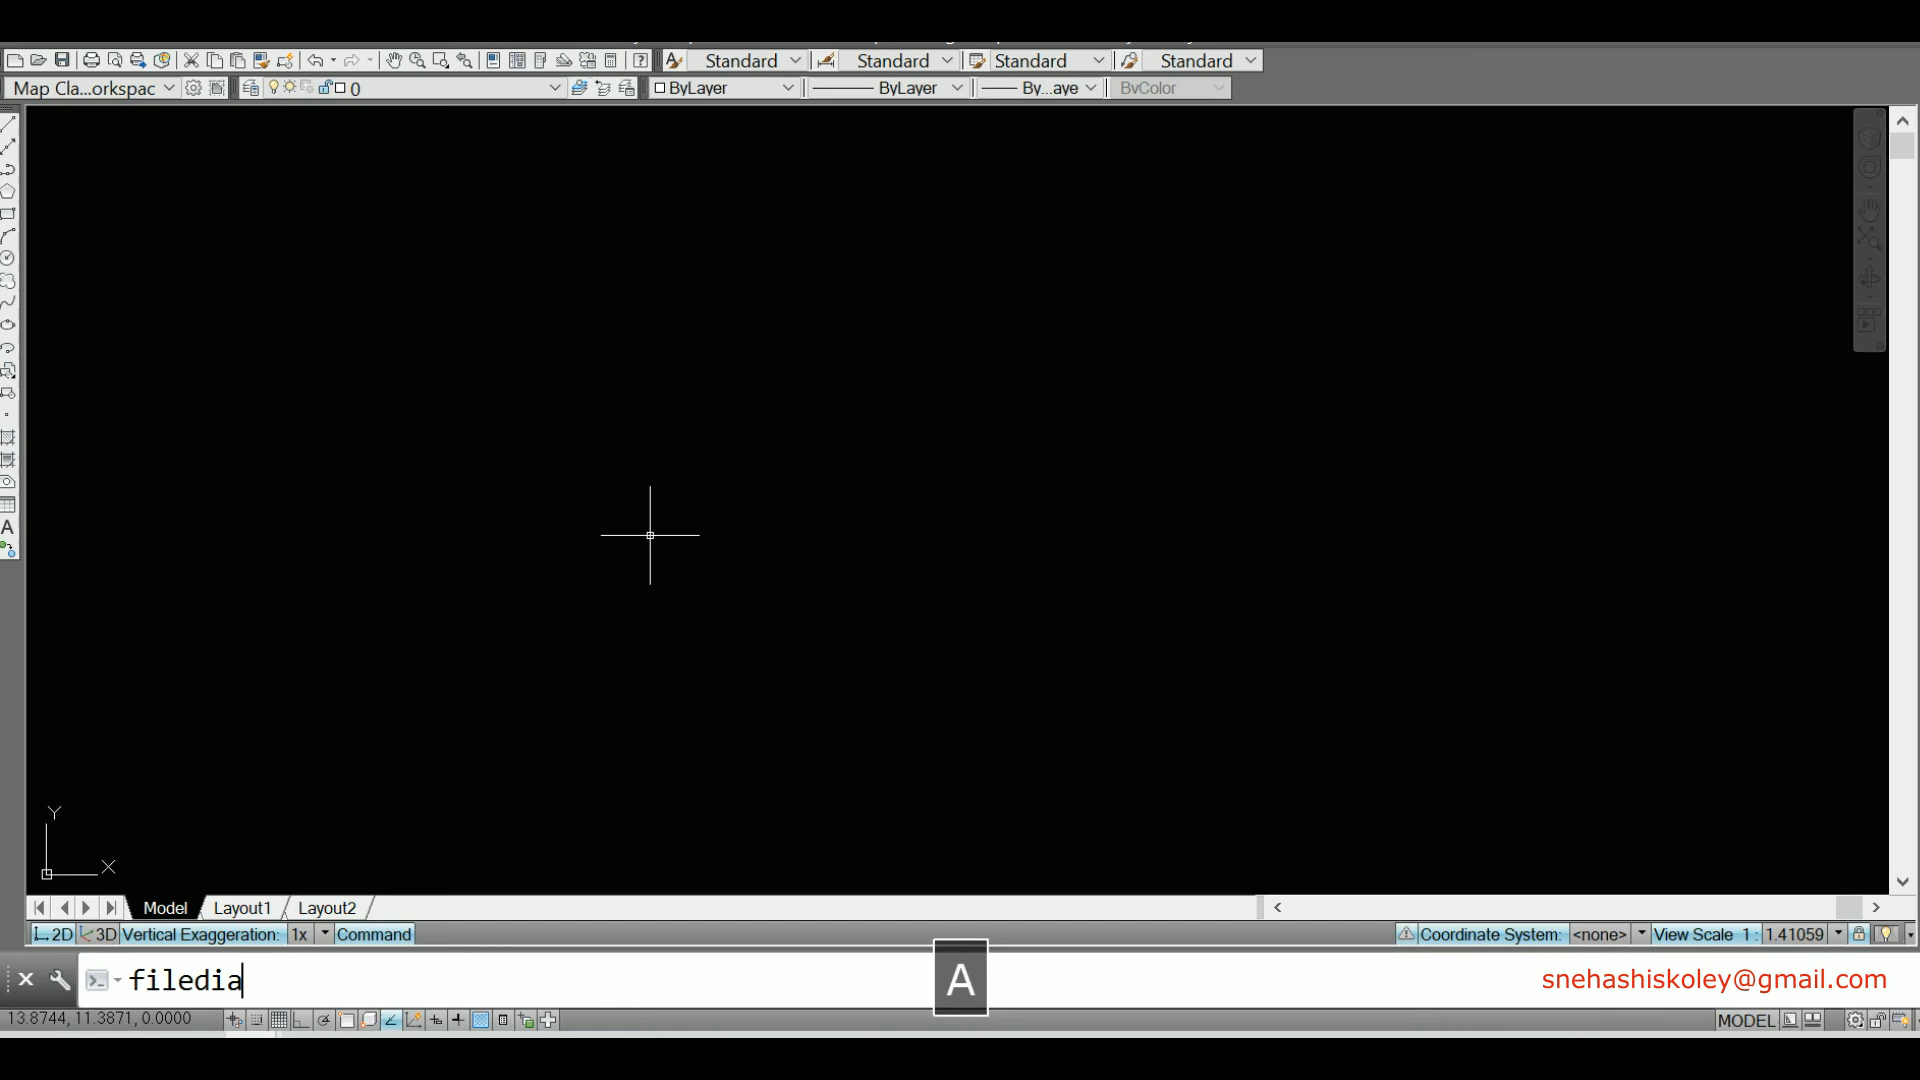 Standard Standard Standard Standard
Map Cla...orkspac 0 ByLayer ByLayer By...aye ByColor
A
Y
X
Model Layout1 Layout2
2D 3D Vertical Exaggeration: 1x Command Coordinate System: <none> View Scale 1 : 1.41059
filedia A snehashiskoley@gmail.com
13.8744, 11.3871, 0.0000 MODEL